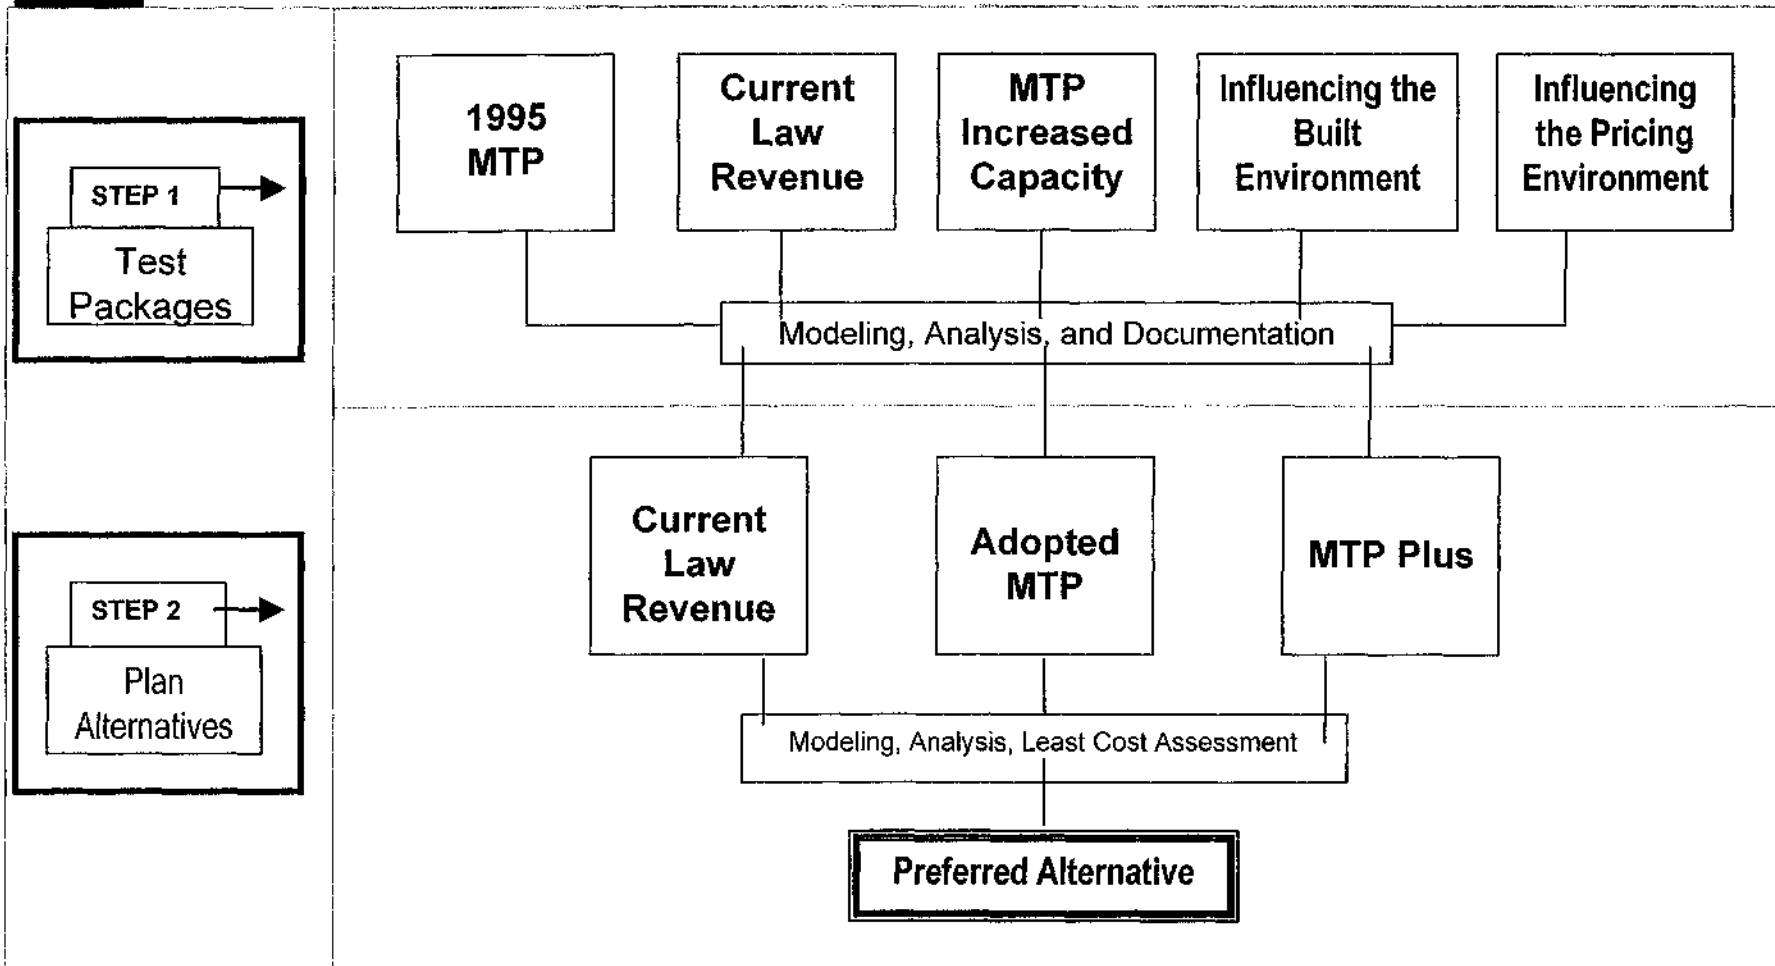 STEP 1
Test
Packages
1995
MTP
Current
Law
Revenue
MTP
Increased
Capacity
Influencing the
Built
Environment
Influencing
the Pricing
Environment
Modeling, Analysis, and Documentation
STEP 2
Plan
Alternatives
Current
Law
Revenue
Adopted
MTP
MTP Plus
Modeling, Analysis, Least Cost Assessment
Preferred Alternative